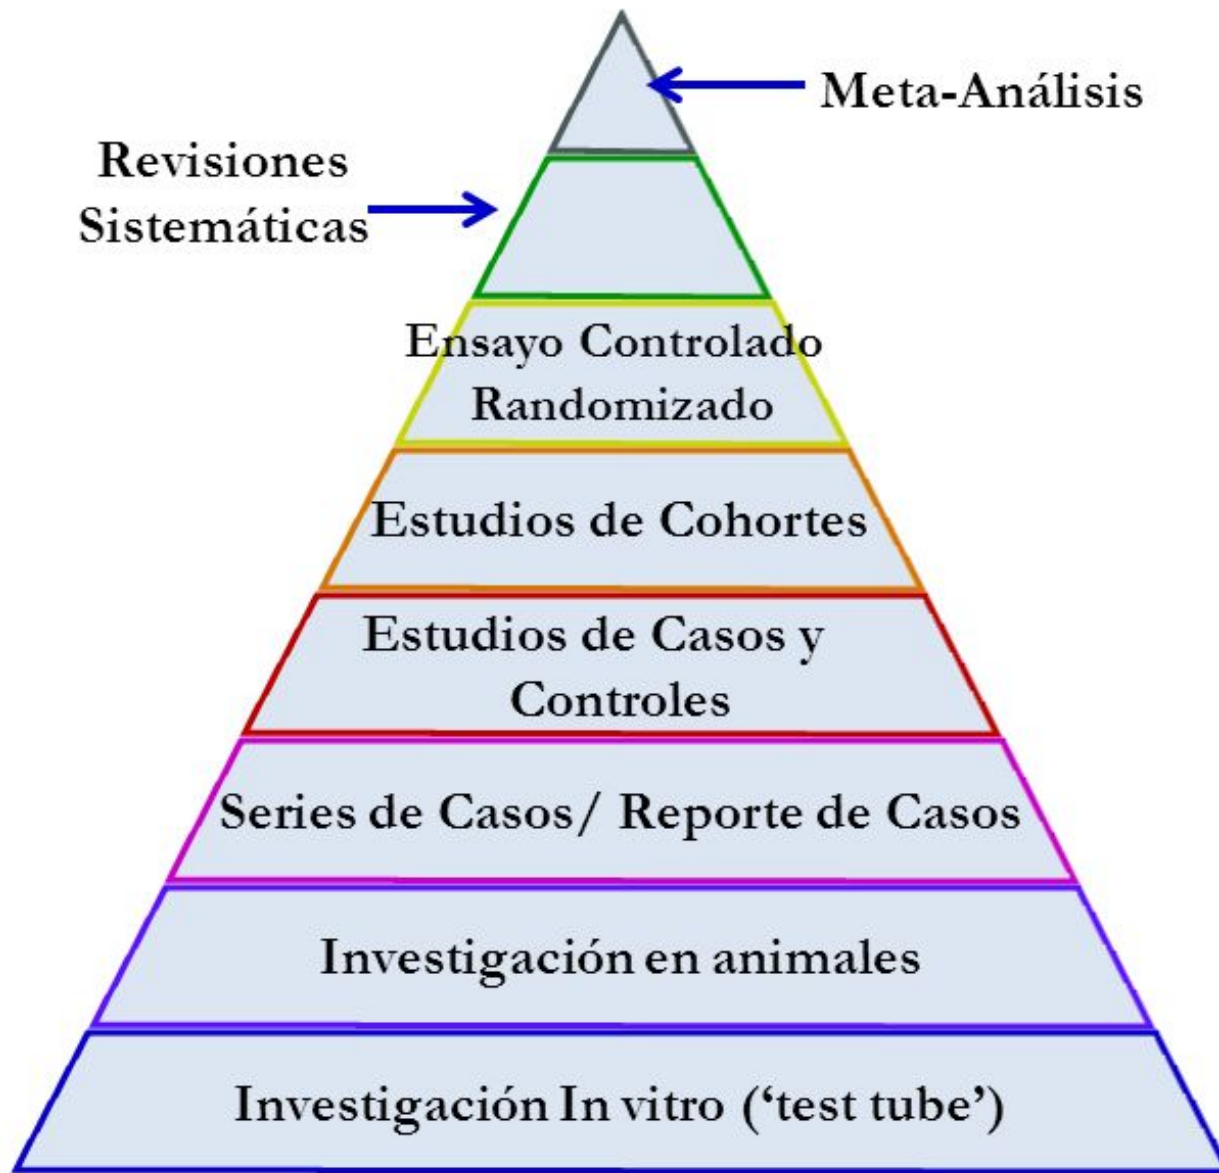 Meta-Análisis
Revisiones
Sistemáticas
Ensayo Controlado
Randomizado
Estudios de Cohortes
Estudios de Casos y
Controles
Series de Casos/ Reporte de Casos
Investigación en animales
Investigación In vitro (‘test tube’)